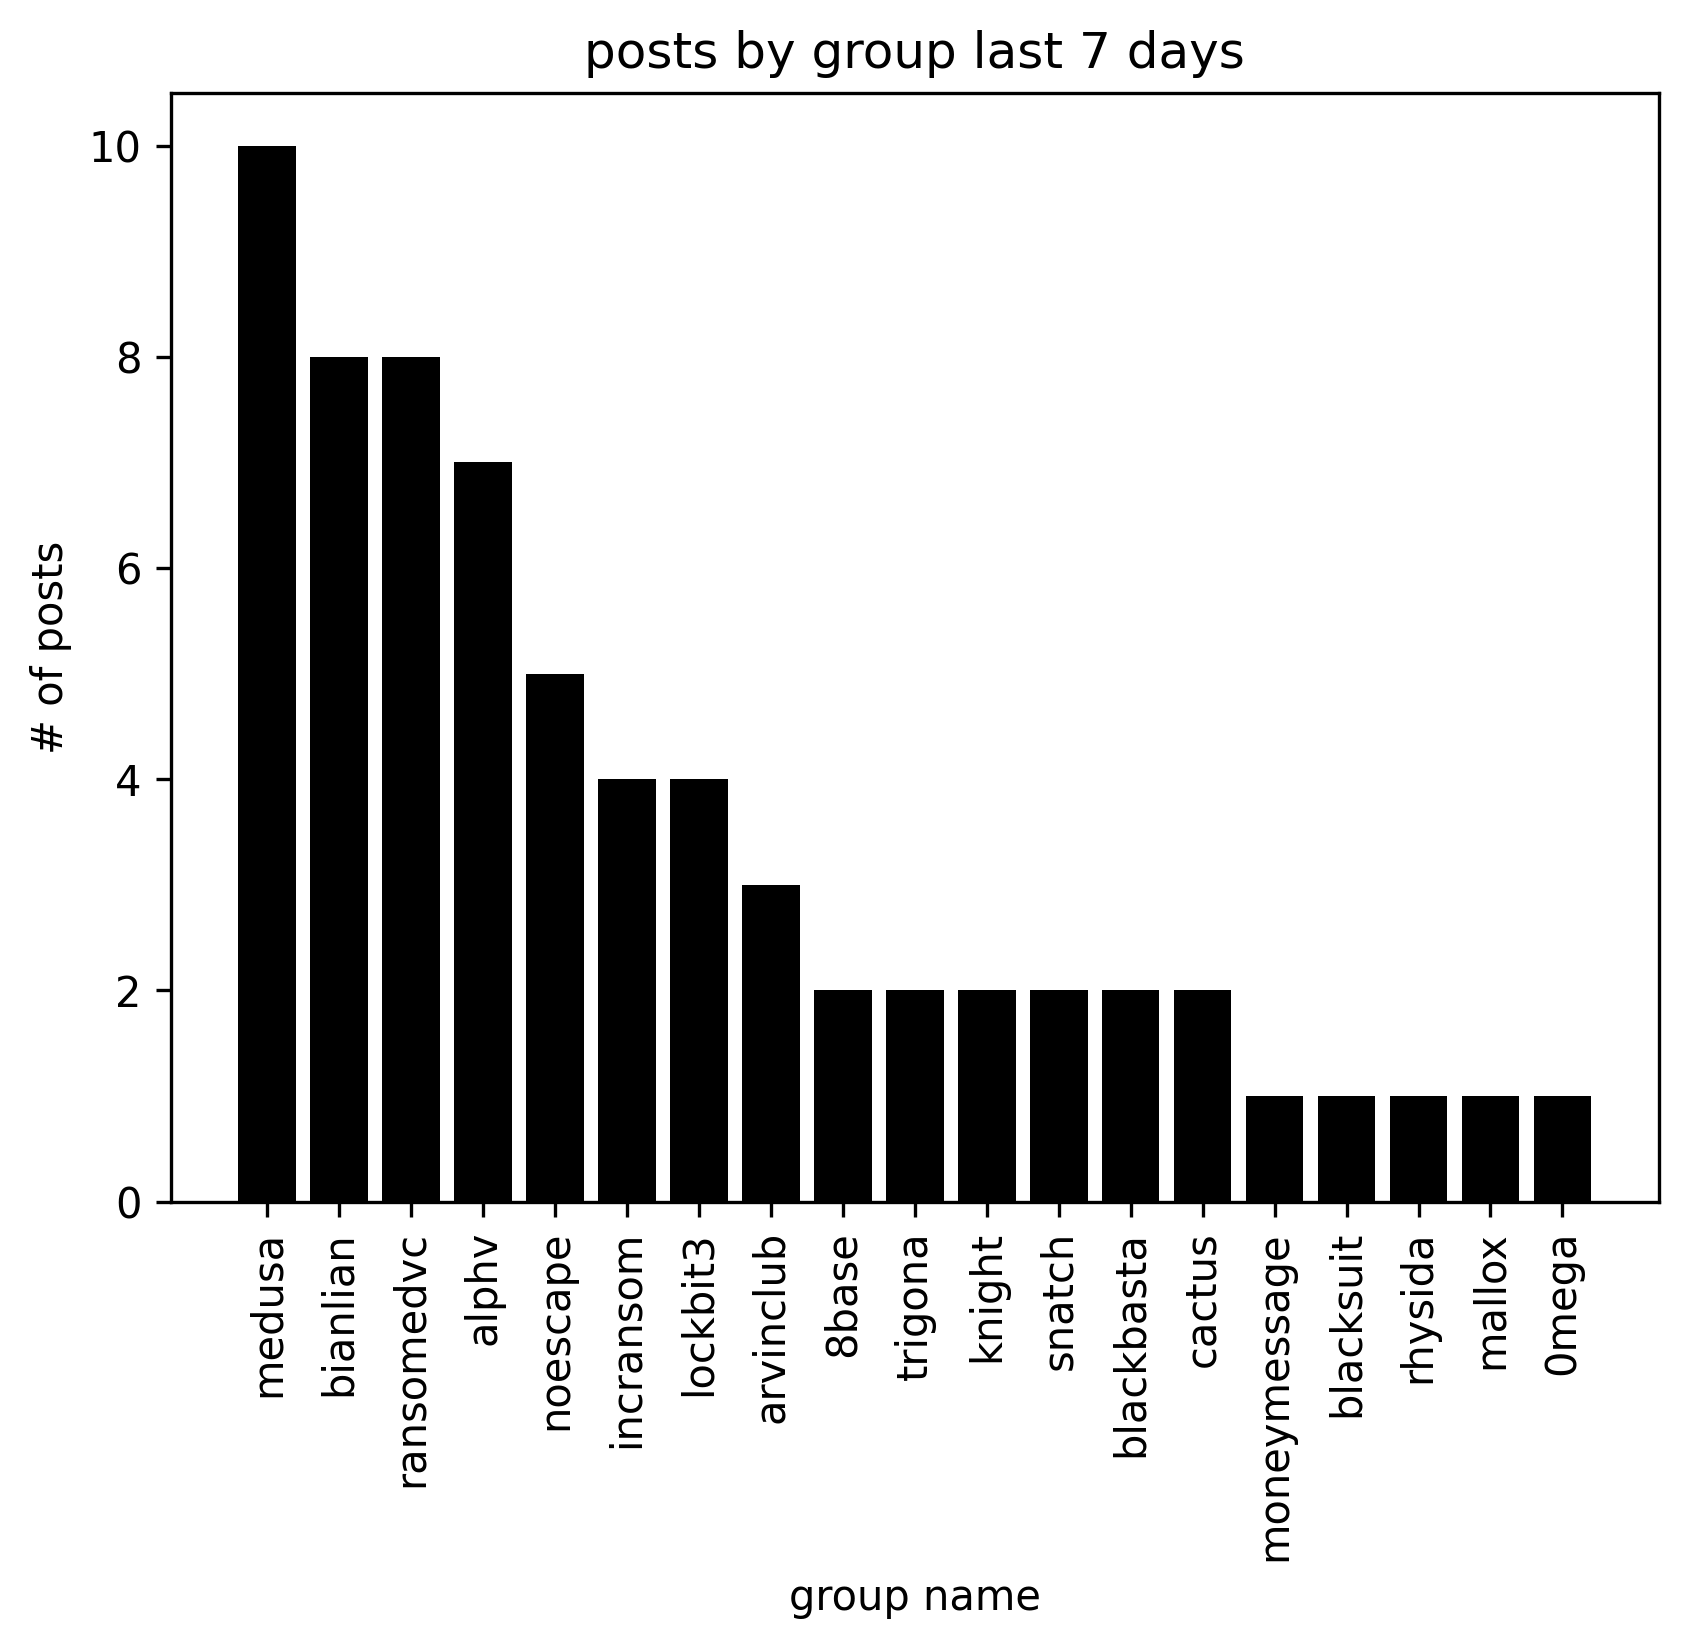 posts by group last 7 days
10
8
6
4
2
0
# of posts
medusa
bianlian
ransomedvc
alphv
noescape
incransom
lockbit3
arvinclub
8base
trigona
knight
snatch
blackbasta
cactus
moneymessage
blacksuit
rhysida
mallox
0mega
group name